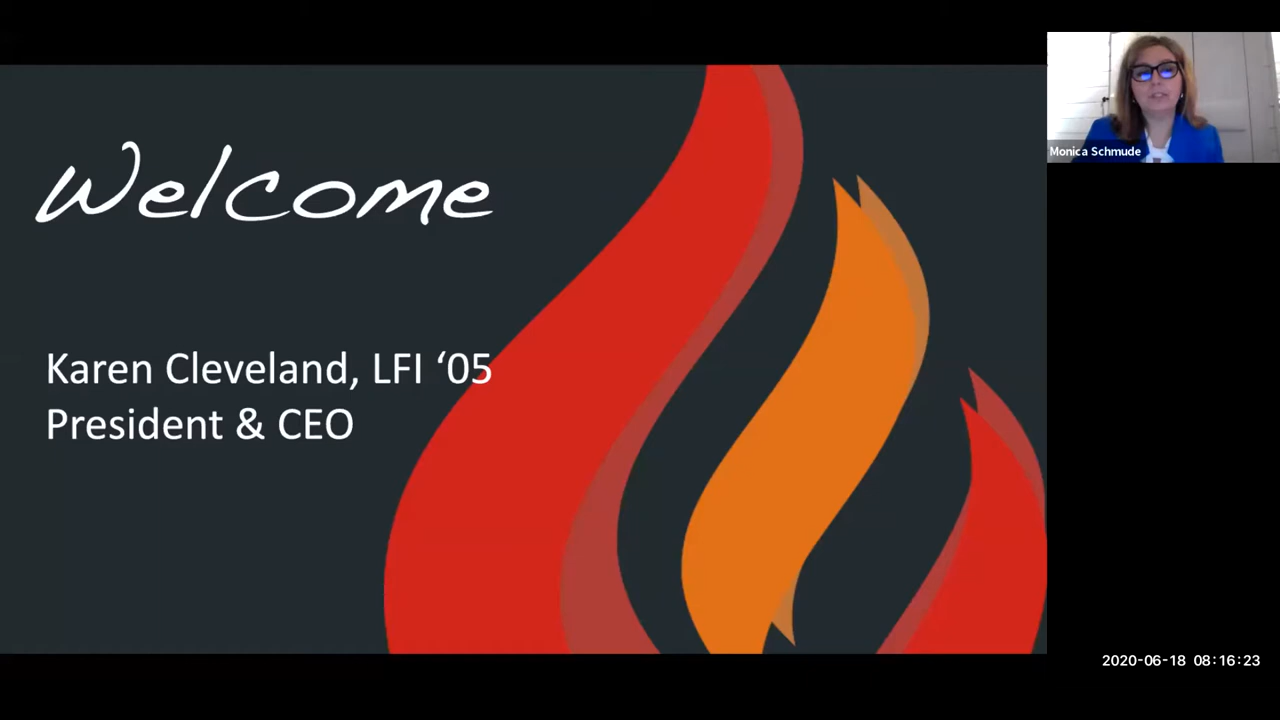 Welcome
Karen Cleveland, LFI ‘05
President & CEO
Monica Schmude
2020-06-18 08:16:23